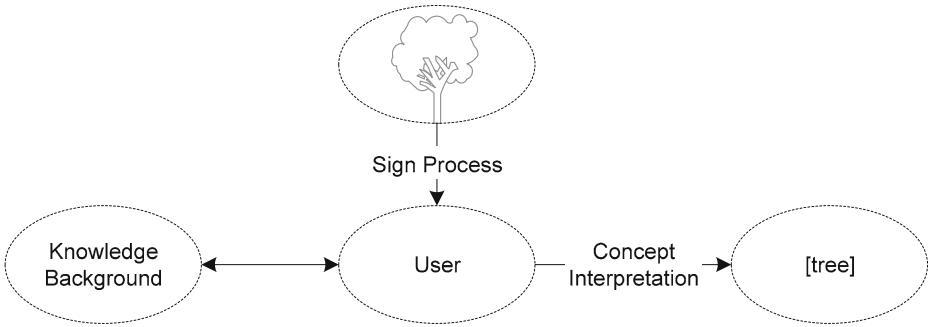 Sign Process
Knowledge
Background
User
Concept
Interpretation
[tree]